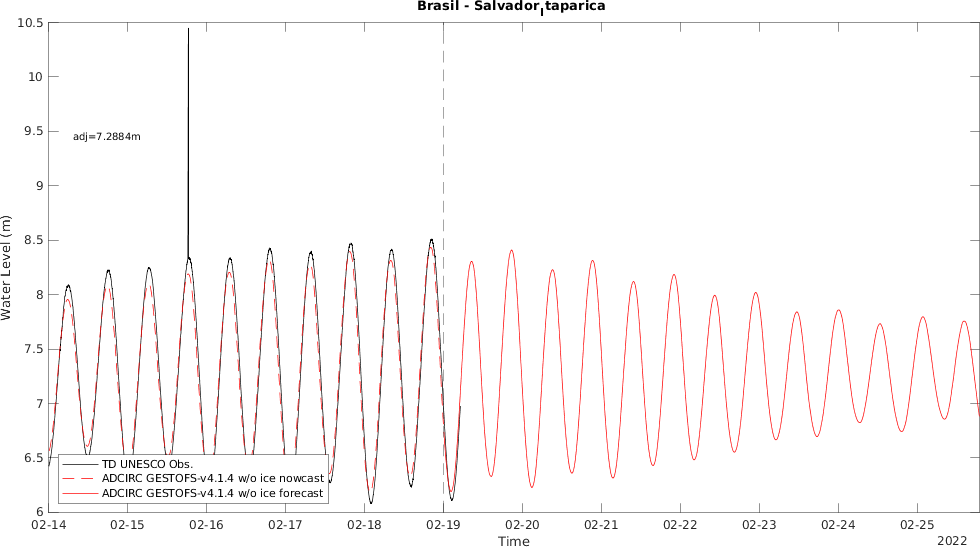 Brasil - Salvador_Itaparica
10.5
10
9.5
9
8.5
8
7.5
7
6.5
6
Water Level (m)
adj=7.2884m
TD UNESCO Obs.
ADCIRC GESTOFS-v4.1.4 w/o ice nowcast
ADCIRC GESTOFS-v4.1.4 w/o ice forecast
02-14 02-15 02-16 02-17 02-18 02-19 02-20 02-21 02-22 02-23 02-24 02-25
Time
2022